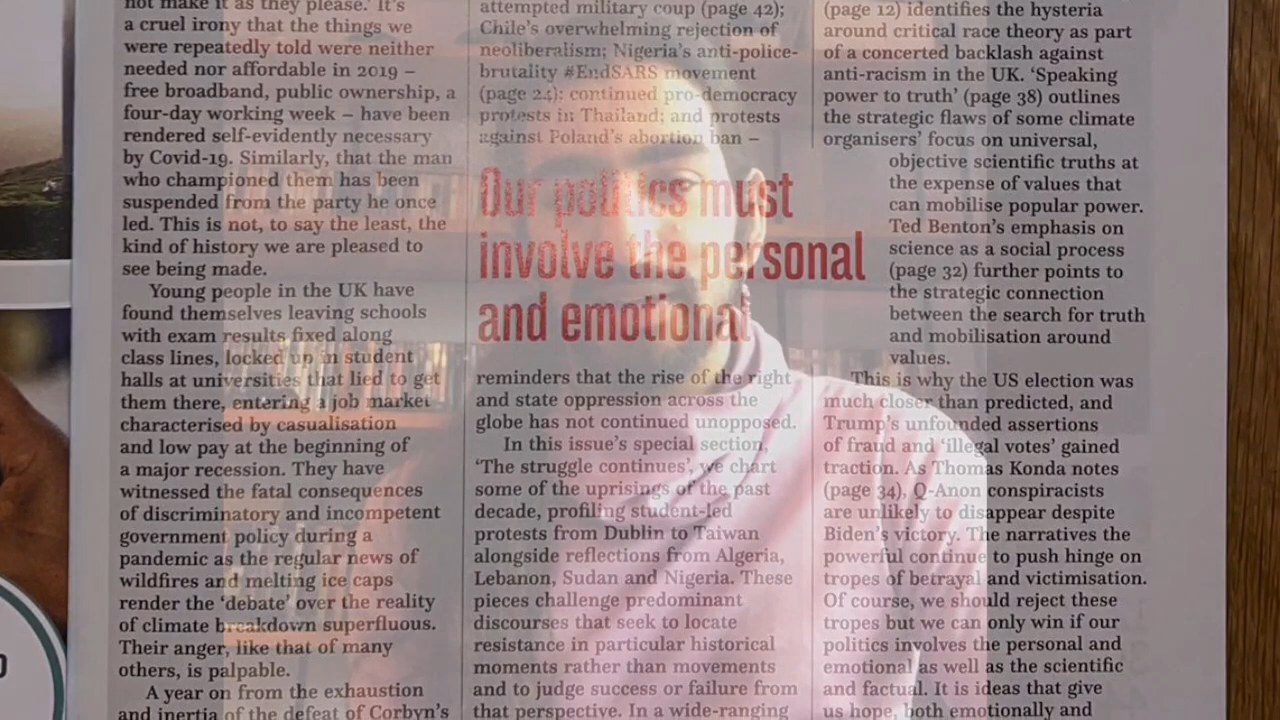 not make it as they please.' It's
a cruel irony that the things we
were repeatedly told were neither
needed nor affordable in 2019 –
free broadband, public ownership, a
four-day working week – have been
rendered self-evidently necessary
by Covid-19. Similarly, that the man
who championed them has been
suspended from the party he once
led. This is not, to say the least, the
kind of history we are pleased to
see being made.
Young people in the UK have
found themselves leaving schools
with exam results fixed along
class lines, locked up in student
halls at universities that lied to get
them there, entering a job market
characterised by casualisation
and low pay at the beginning of
a major recession. They have
witnessed the fatal consequences
of discriminatory and incompetent
government policy during a
pandemic as the regular news of
wildfires and melting ice caps
render the 'debate' over the reality
of climate breakdown superfluous.
Their anger, like that of many
others, is palpable.
A year on from the exhaustion
and inertia of the defeat of Corbyn's
attempted military coup (page 42);
Chile's overwhelming rejection of
neoliberalism; Nigeria's anti-police-
brutality #EndSARS movement
(page 24); continued pro-democracy
protests in Thailand; and protests
against Poland's abortion ban –
Our politics must
involve the personal
and emotional
reminders that the rise of the right
and state oppression across the
globe has not continued unopposed.
In this issue's special section,
'The struggle continues', we chart
some of the uprisings of the past
decade, profiling student-led
protests from Dublin to Taiwan
alongside reflections from Algeria,
Lebanon, Sudan and Nigeria. These
pieces challenge predominant
discourses that seek to locate
resistance in particular historical
moments rather than movements
and to judge success or failure from
that perspective. In a wide-ranging
(page 12) identifies the hysteria
around critical race theory as part
of a concerted backlash against
anti-racism in the UK. 'Speaking
power to truth' (page 38) outlines
the strategic flaws of some climate
organisers' focus on universal,
objective scientific truths at
the expense of values that
can mobilise popular power.
Ted Benton's emphasis on
science as a social process
(page 32) further points to
the strategic connection
between the search for truth
and mobilisation around
values.
This is why the US election was
much closer than predicted, and
Trump's unfounded assertions
of fraud and 'illegal votes' gained
traction. As Thomas Konda notes
(page 34), Q-Anon conspiracists
are unlikely to disappear despite
Biden's victory. The narratives the
powerful continue to push hinge on
tropes of betrayal and victimisation.
Of course, we should reject these
tropes but we can only win if our
politics involves the personal and
emotional as well as the scientific
and factual. It is ideas that give
us hope, both emotionally and